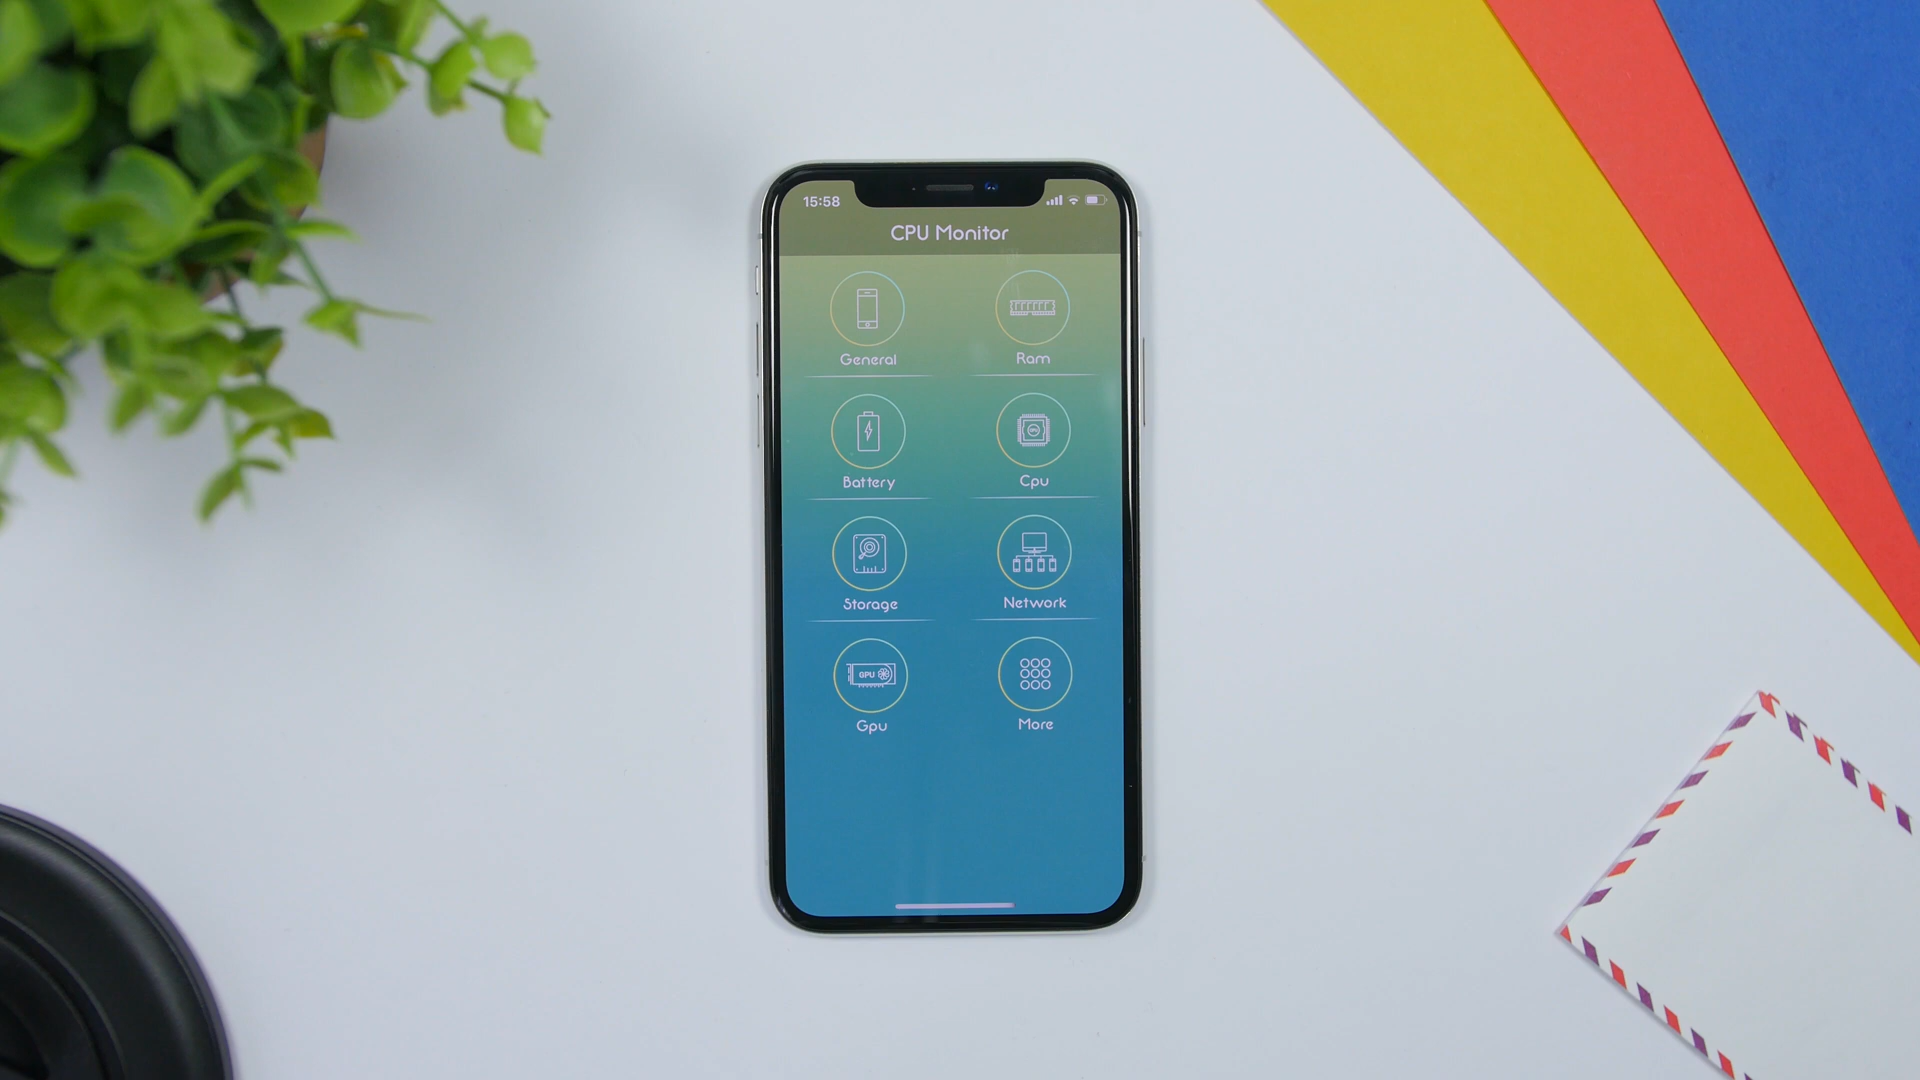 15:58
CPU Monitor
General
Ram
Battery
Cpu
Storage
Network
GPU
Gpu
More